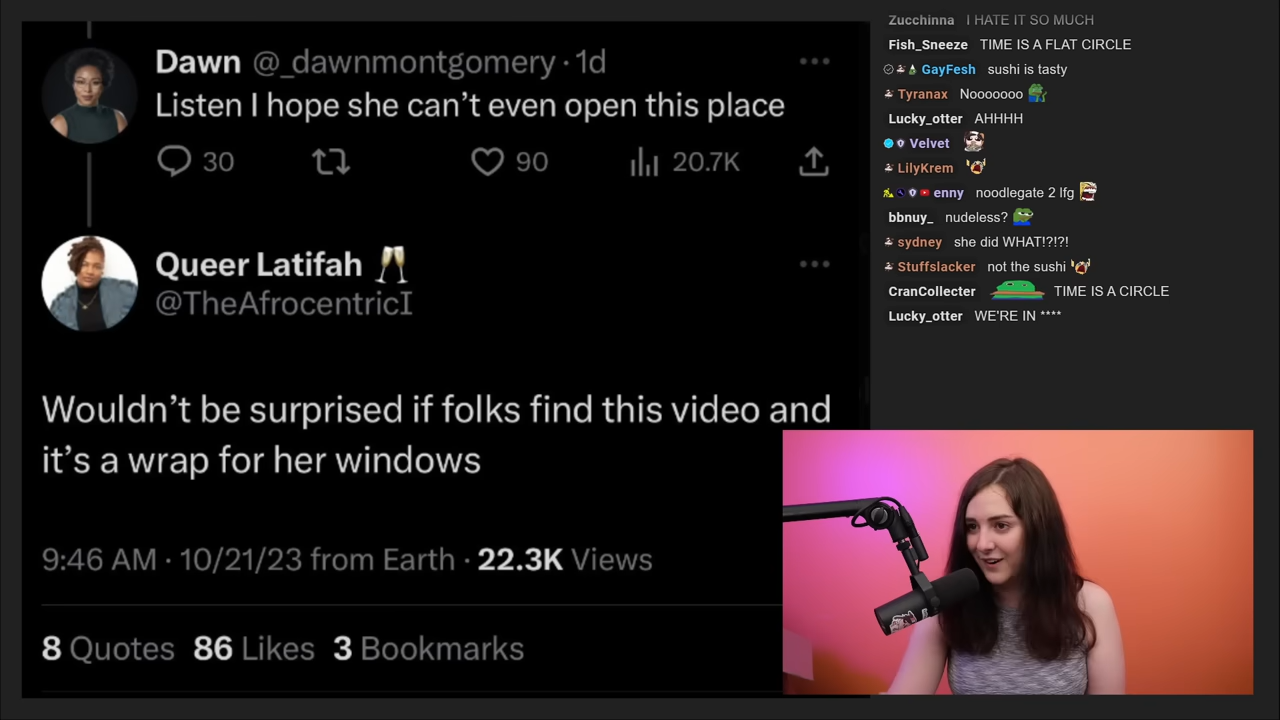 Dawn @_dawnmontgomery · 1d
Listen I hope she can’t even open this place
30 90 20.7K
Queer Latifah 🥂
@TheAfrocentricI
Wouldn’t be surprised if folks find this video and
it’s a wrap for her windows
9:46 AM · 10/21/23 from Earth · 22.3K Views
8 Quotes 86 Likes 3 Bookmarks
Zucchinna I HATE IT SO MUCH
Fish_Sneeze TIME IS A FLAT CIRCLE
GayFesh sushi is tasty
Tyranax Nooooooo
Lucky_otter AHHHH
Velvet
LilyKrem
enny noodlegate 2 lfg
bbnuy_ nudeless?
sydney she did WHAT!?!?!
Stuffslacker not the sushi
CranCollecter TIME IS A CIRCLE
Lucky_otter WE'RE IN ****